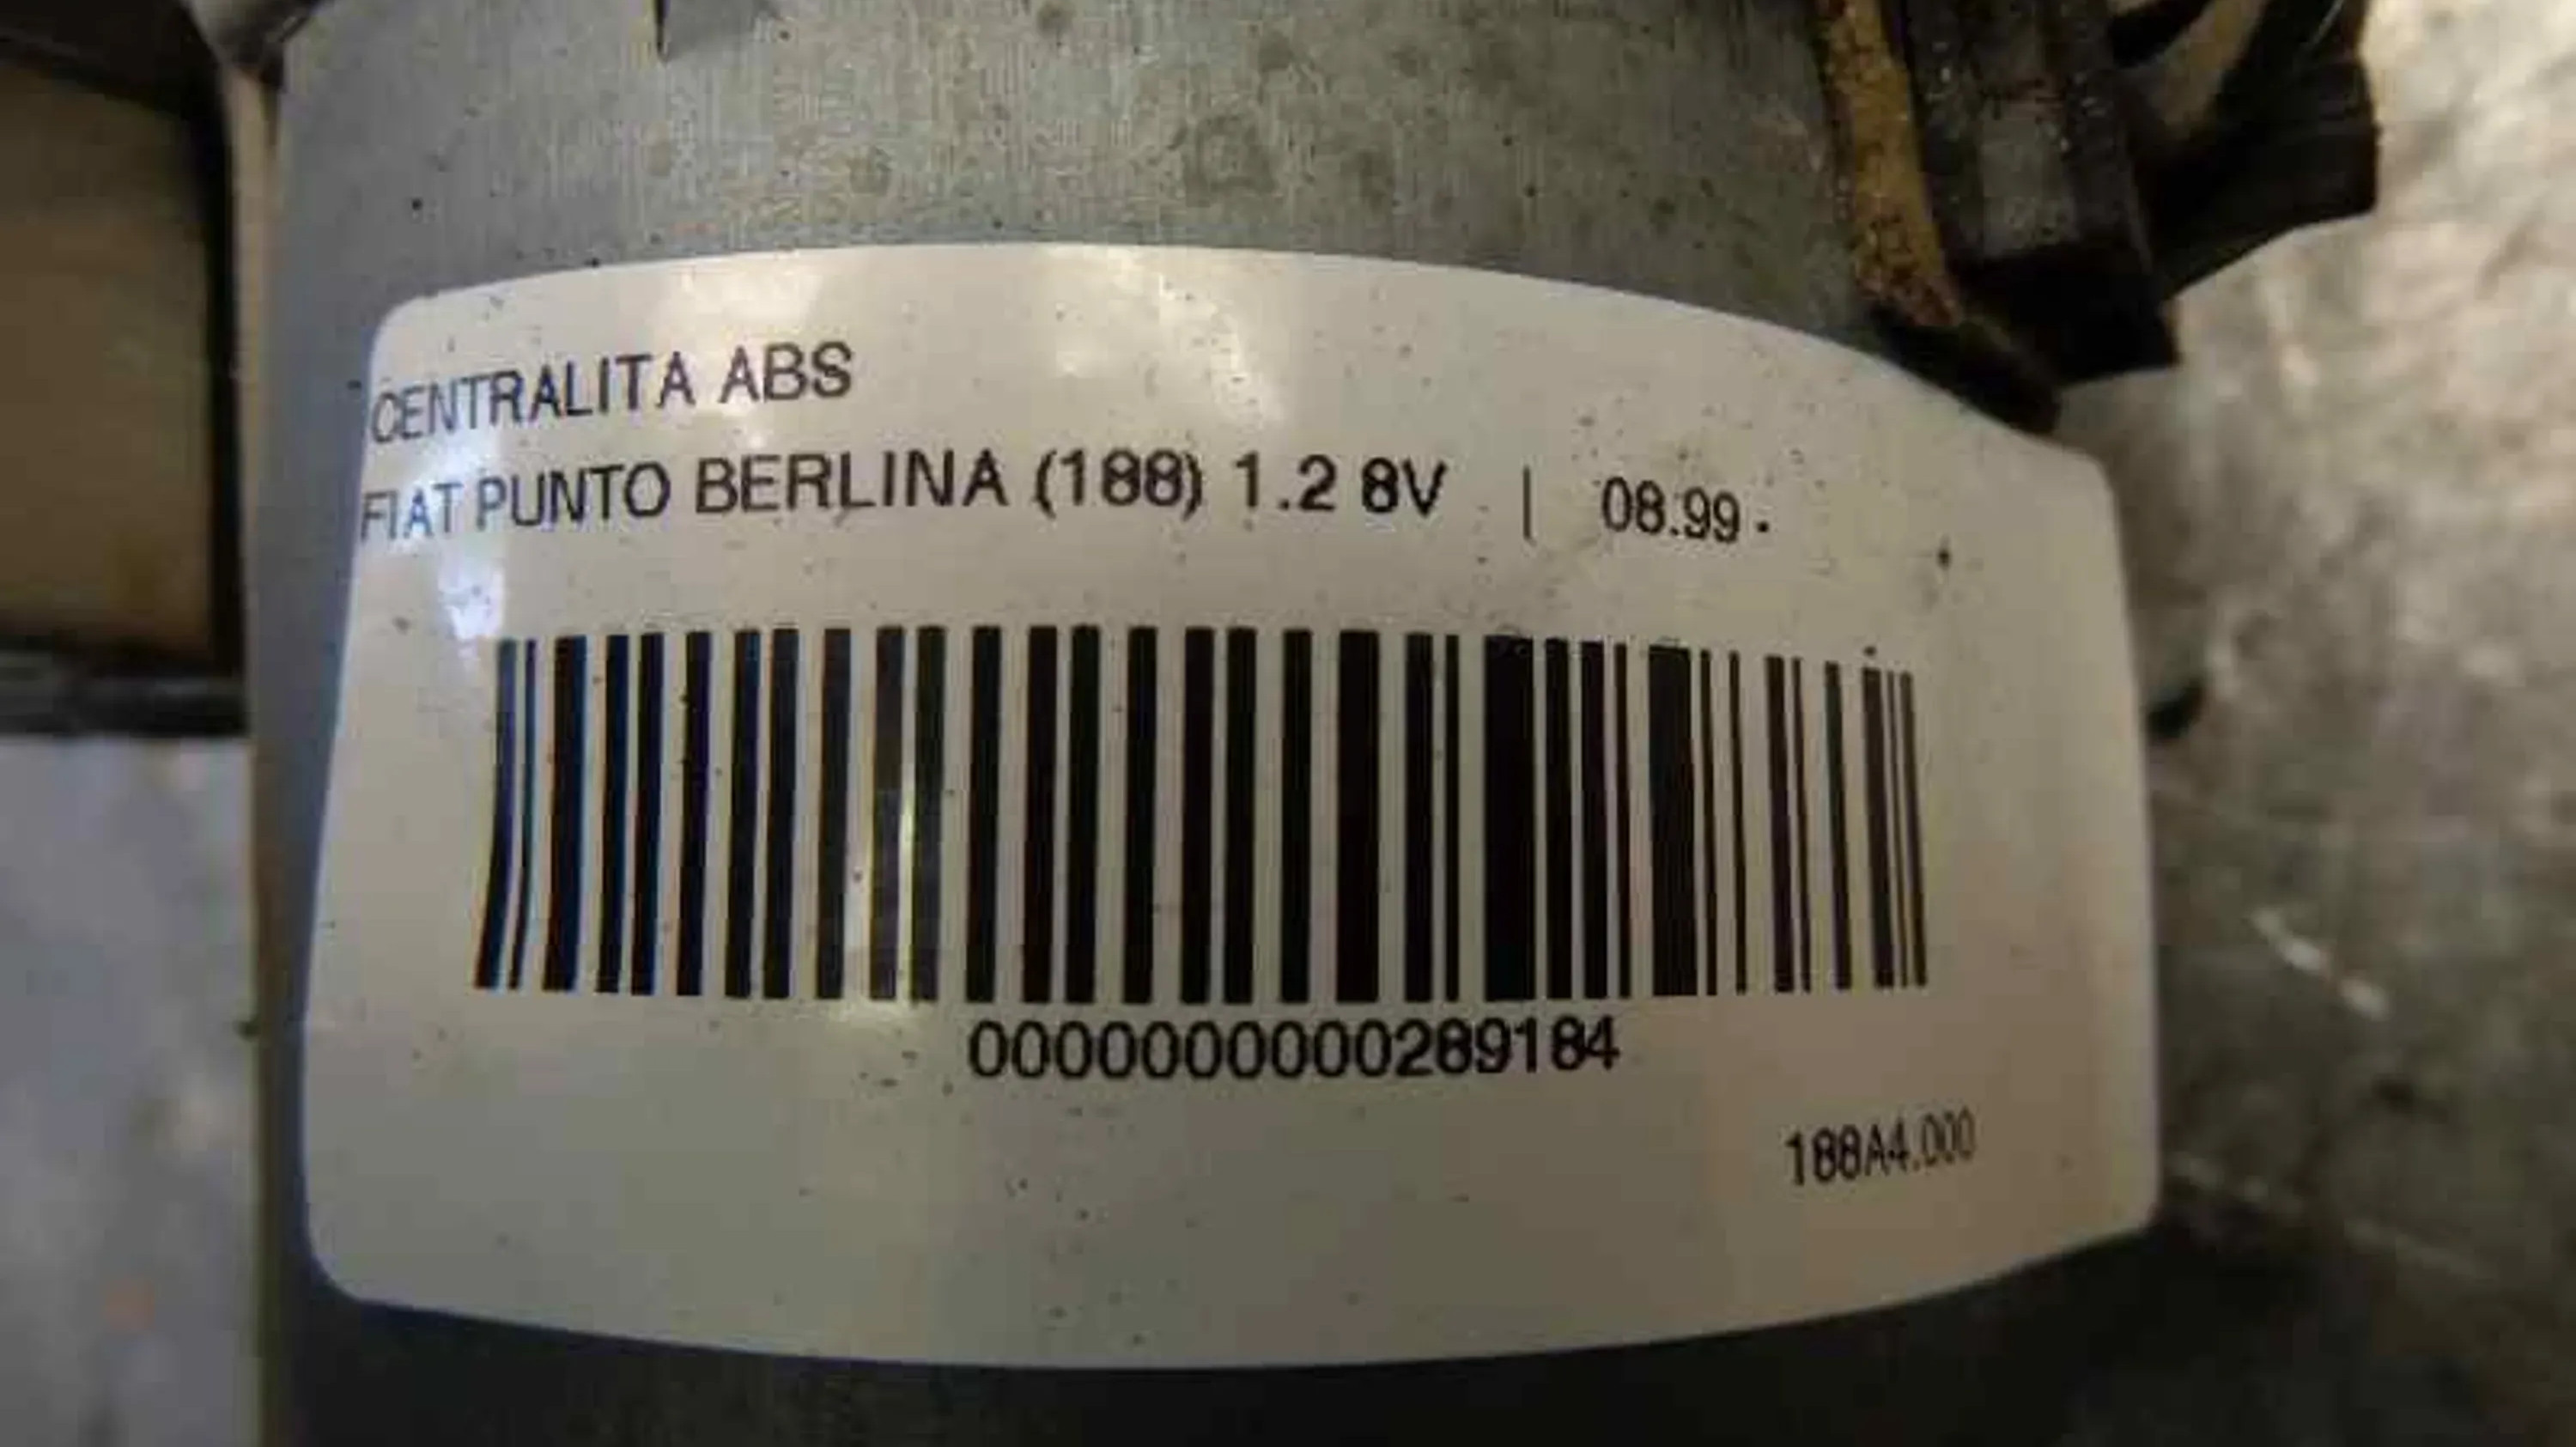 CENTRALITA ABS
FIAT PUNTO BERLINA (188) 1.2 8V | 08.99 -
0000000000289184
188A4.000